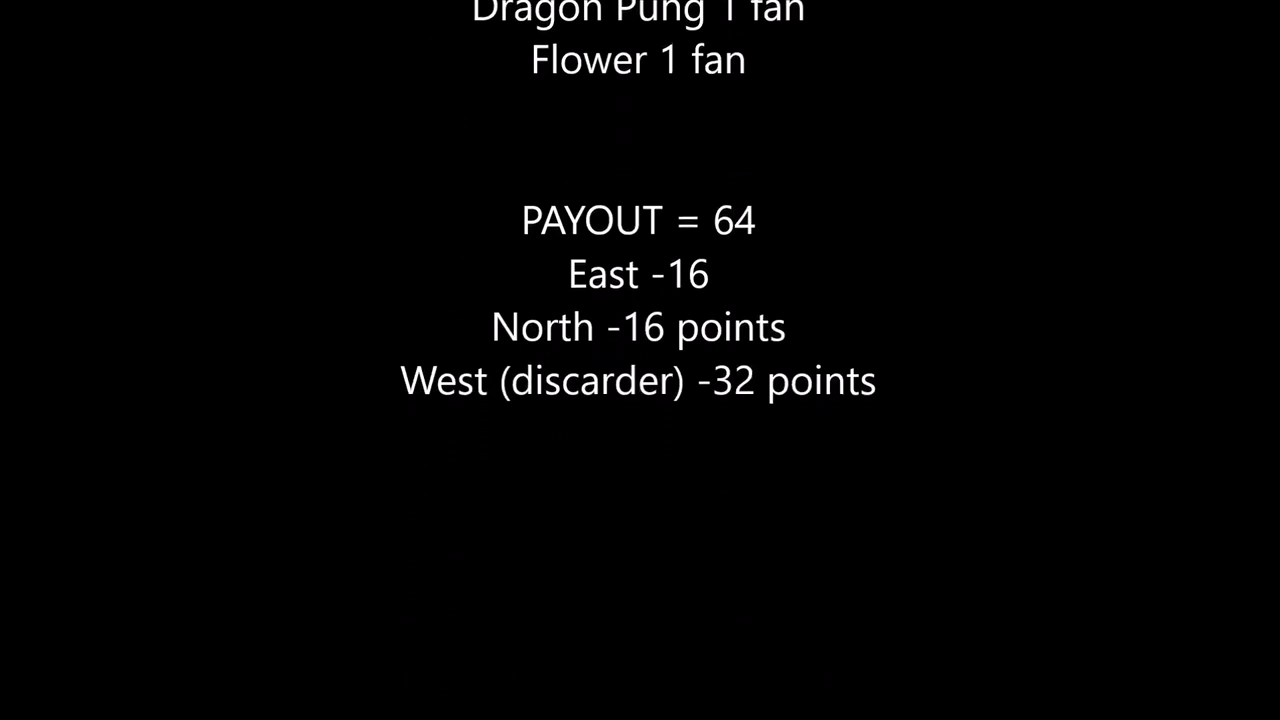 Dragon Pung 1 fan
Flower 1 fan
PAYOUT = 64
East -16
North -16 points
West (discarder) -32 points